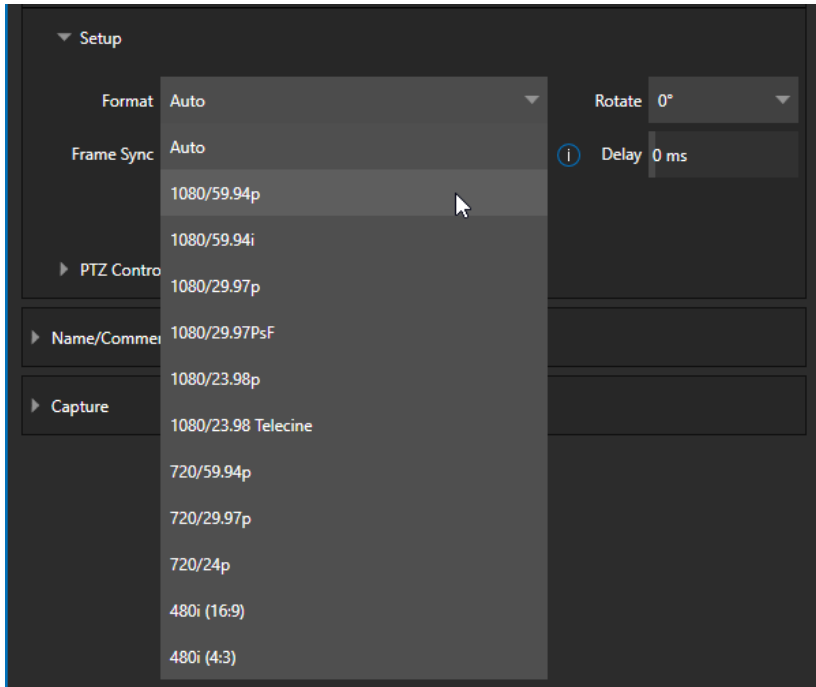 Setup
Format Auto Rotate 0°
Auto
Frame Sync Delay 0 ms
1080/59.94p
1080/59.94i
PTZ Contro
1080/29.97p
1080/29.97PsF
Name/Commer
1080/23.98p
Capture
1080/23.98 Telecine
720/59.94p
720/29.97p
720/24p
480i (16:9)
480i (4:3)